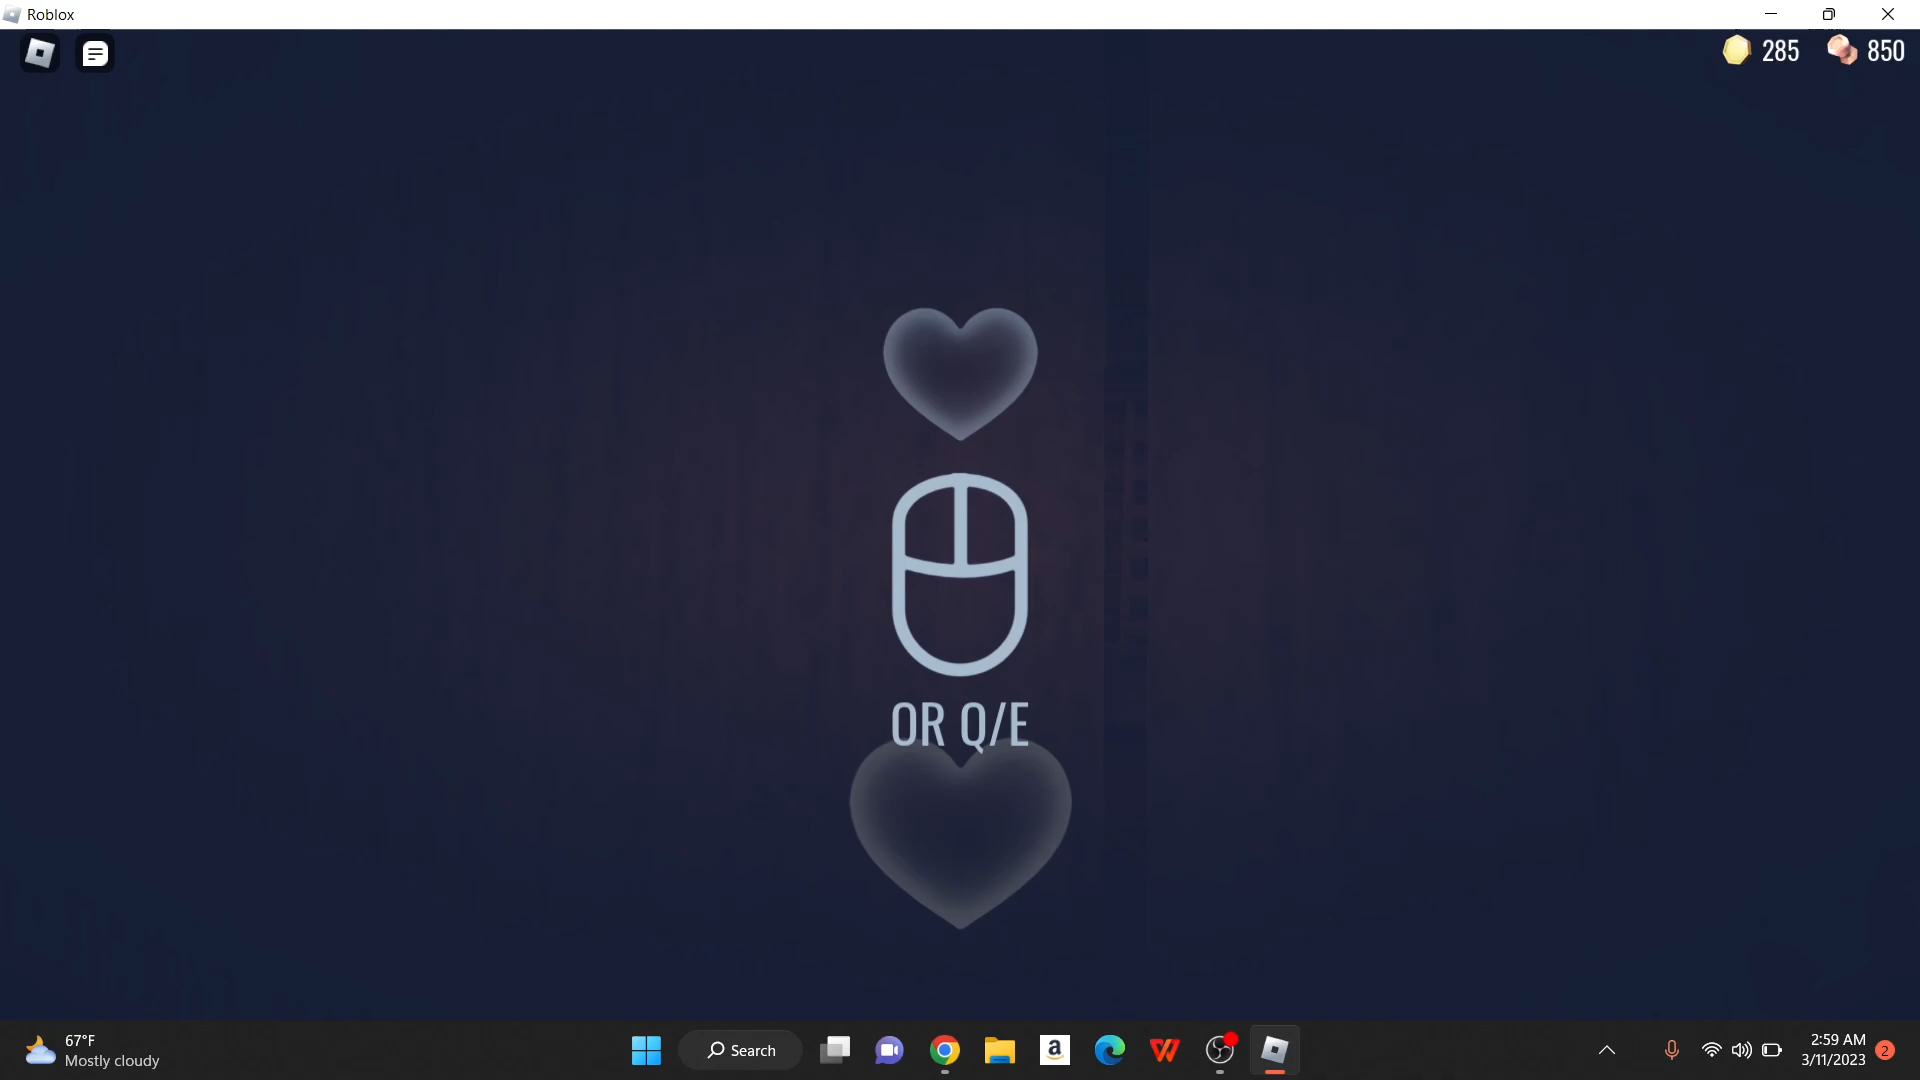 Roblox
285
850
OR Q/E
67°F
Mostly cloudy
Search
a
2:59 AM
3/11/2023
2